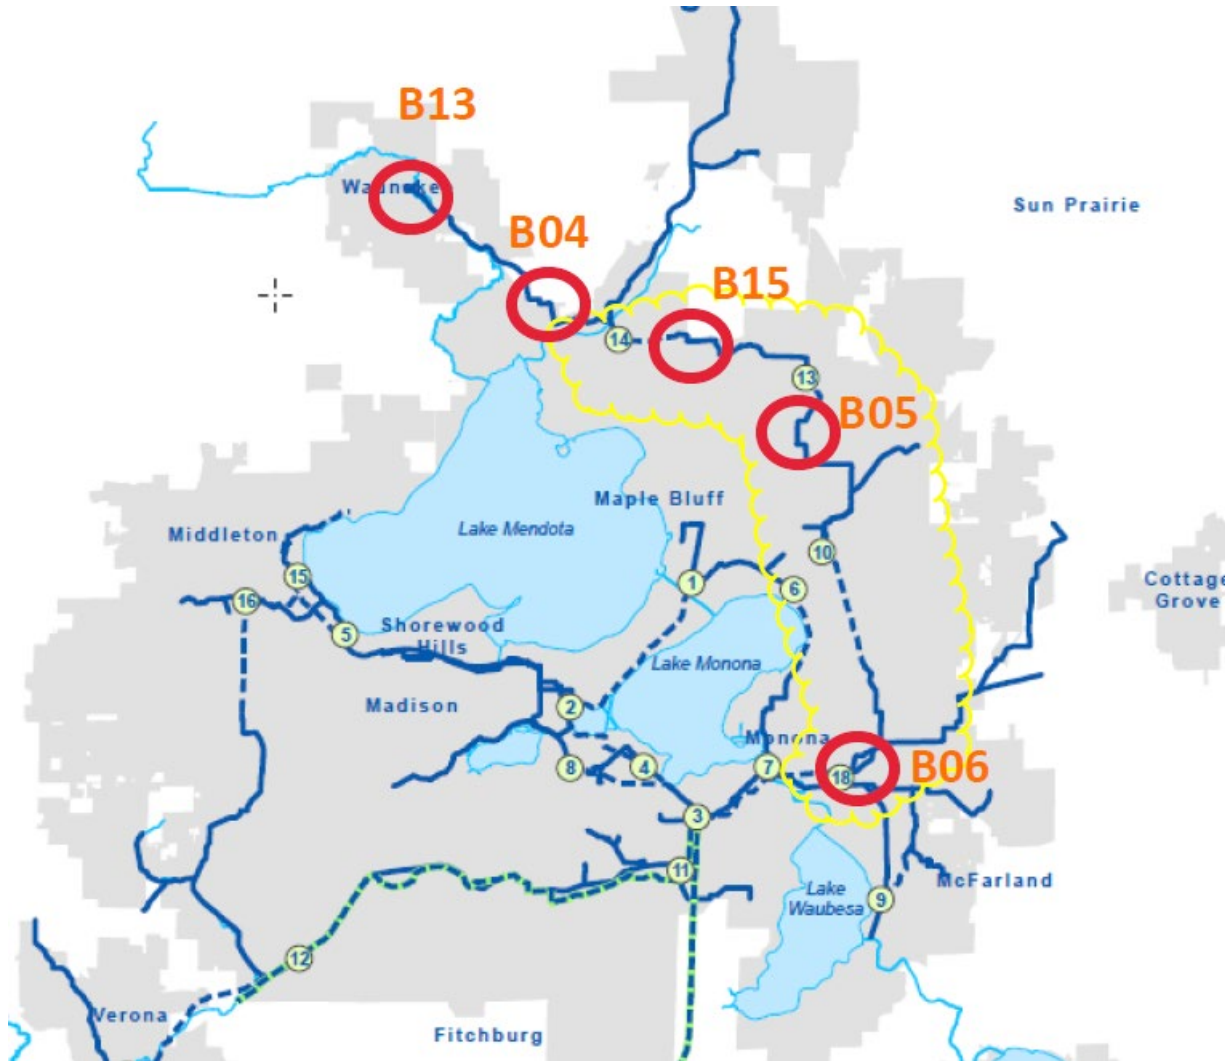 B13
Waunakee
Sun Prairie
B04
B15
14
13
B05
Maple Bluff
Lake Mendota
Middleton
10
15
1
Cottage
Grove
6
16
5
Shorewood
Hills
Lake Monona
Madison
2
Monona
7
8
4
18
B06
3
11
McFarland
Lake
Waubesa
9
12
Verona
Fitchburg